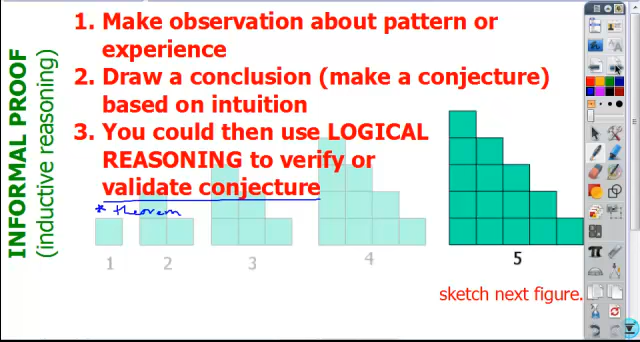 INFORMAL PROOF
(inductive reasoning)
1. Make observation about pattern or
experience
2. Draw a conclusion (make a conjecture)
based on intuition
3. You could then use LOGICAL
REASONING to verify or
validate conjecture
* theorem
1
2
3
4
5
sketch next figure.